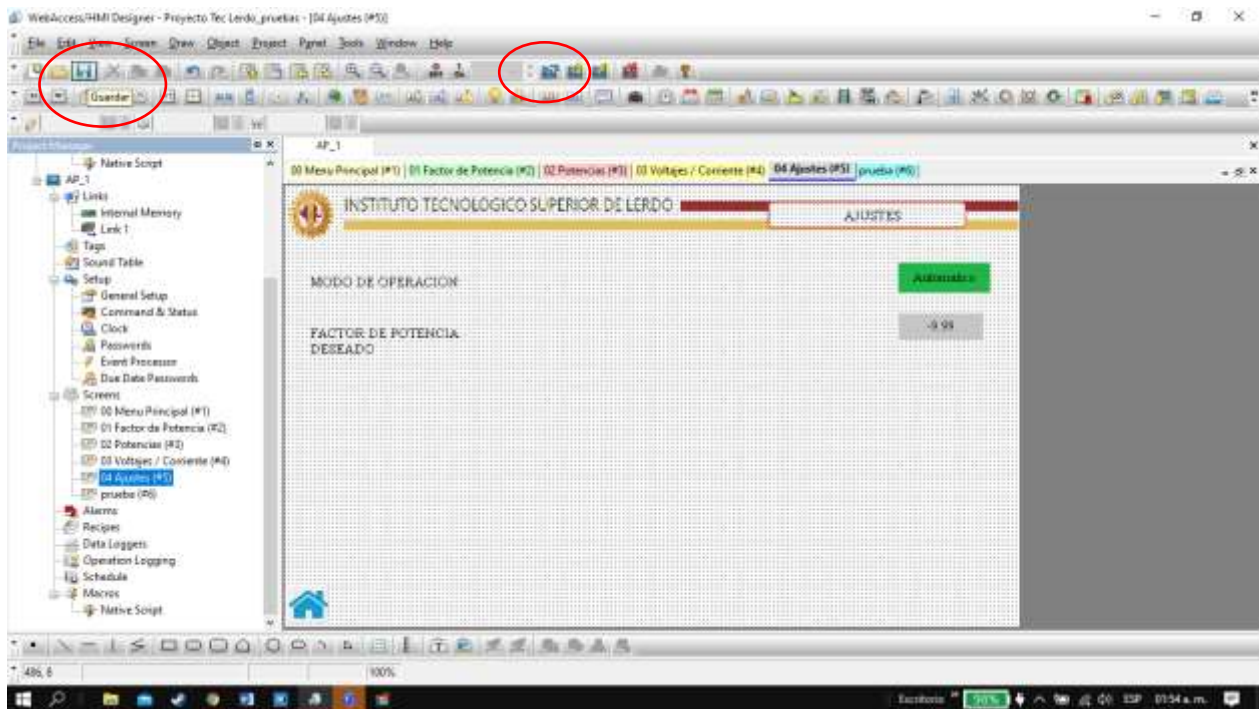 WebAccess/HMI Designer - Proyecto Tec Lerdo_pruebas - [04 Ajustes (#5)]
File Edit View Screen Draw Object Project Panel Tools Window Help
Guardar
Project Manager
AP_1
00 Menu Principal (#1) 01 Factor de Potencia (#2) 02 Potencias (#3) 03 Voltajes / Corriente (#4) 04 Ajustes (#5) prueba (#6)
Native Script
AP_1
Links
Internal Memory
Link 1
Tags
Sound Table
Setup
General Setup
Command & Status
Clock
Passwords
Event Processor
Due Date Passwords
Screens
00 Menu Principal (#1)
01 Factor de Potencia (#2)
02 Potencias (#3)
03 Voltajes / Corriente (#4)
04 Ajustes (#5)
prueba (#6)
Alarms
Recipes
Data Loggers
Operation Logging
Schedule
Macros
Native Script
INSTITUTO TECNOLOGICO SUPERIOR DE LERDO
AJUSTES
MODO DE OPERACION
Automatico
FACTOR DE POTENCIA
DESEADO
-9.99
486, 8
100%
Escritorio
98%
ESP
01:54 a. m.